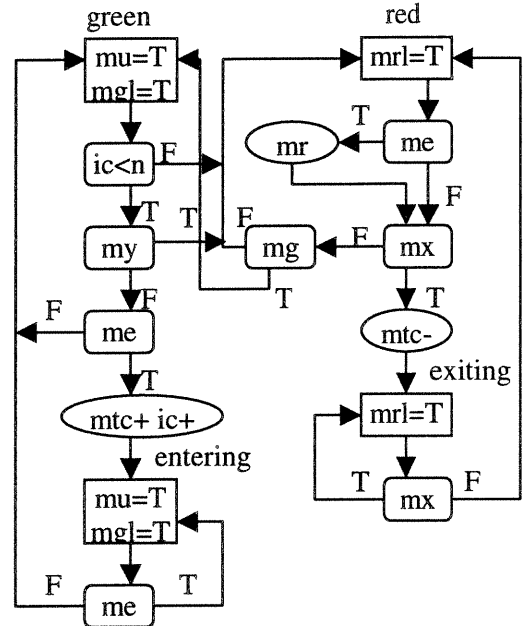 green
mu=T
mgl=T
ic<n
F
T
my
T
F
me
F
T
mtc+ ic+
entering
mu=T
mgl=T
me
F
T
red
mrl=T
me
T
mr
F
mx
F
mg
F
T
T
mtc-
exiting
mrl=T
mx
T
F